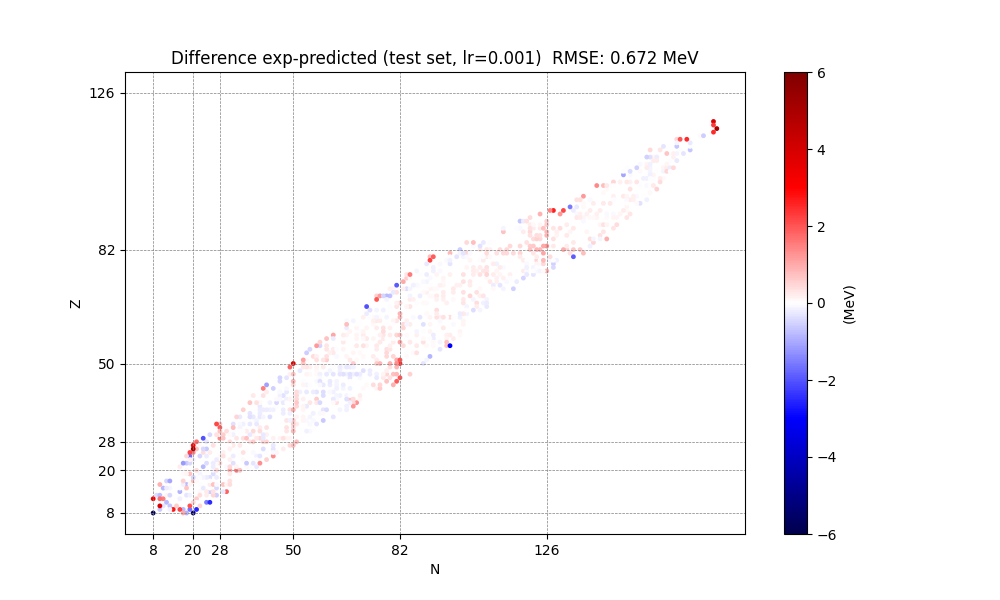 Difference exp-predicted (test set, lr=0.001)  RMSE: 0.672 MeV
126
82
50
28
20
8
Z
8 20 28 50 82 126
N
6
4
2
0
−2
−4
−6
(MeV)